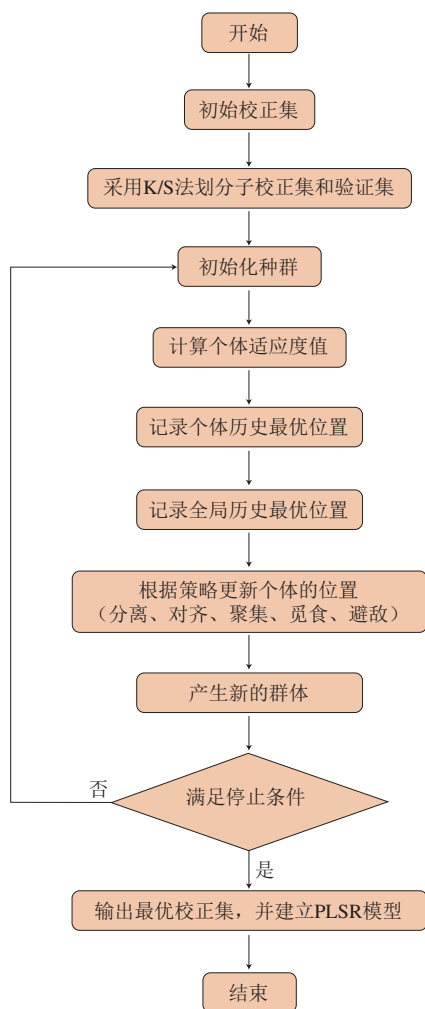 开始
初始校正集
采用K/S法划分子校正集和验证集
初始化种群
计算个体适应度值
记录个体历史最优位置
记录全局历史最优位置
根据策略更新个体的位置
（分离、对齐、聚集、觅食、避敌）
产生新的群体
否
满足停止条件
是
输出最优校正集，并建立PLSR模型
结束